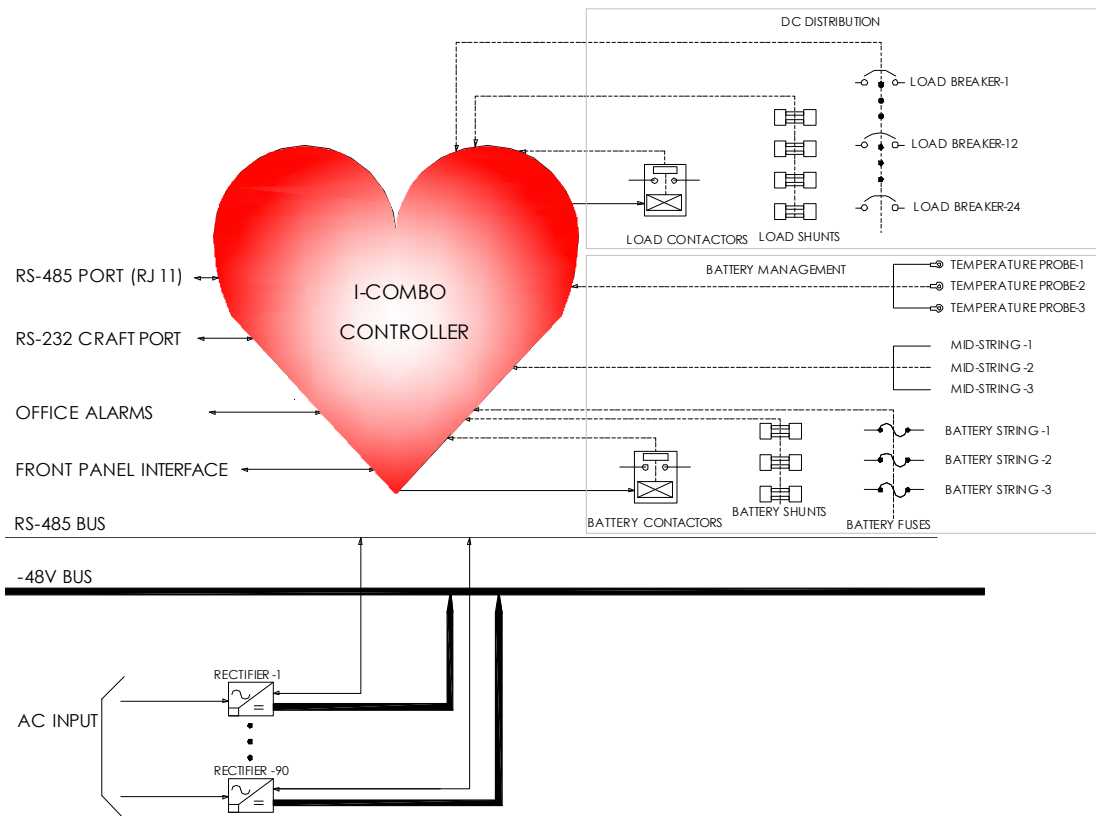 DC DISTRIBUTION
LOAD BREAKER-1
LOAD BREAKER-12
LOAD BREAKER-24
LOAD CONTACTORS
LOAD SHUNTS
BATTERY MANAGEMENT
TEMPERATURE PROBE-1
TEMPERATURE PROBE-2
TEMPERATURE PROBE-3
RS-485 PORT (RJ 11)
I-COMBO
CONTROLLER
RS-232 CRAFT PORT
MID-STRING -1
MID-STRING -2
MID-STRING -3
OFFICE ALARMS
BATTERY STRING -1
BATTERY STRING -2
BATTERY STRING -3
FRONT PANEL INTERFACE
BATTERY CONTACTORS
BATTERY SHUNTS
BATTERY FUSES
RS-485 BUS
-48V BUS
RECTIFIER -1
AC INPUT
RECTIFIER -90